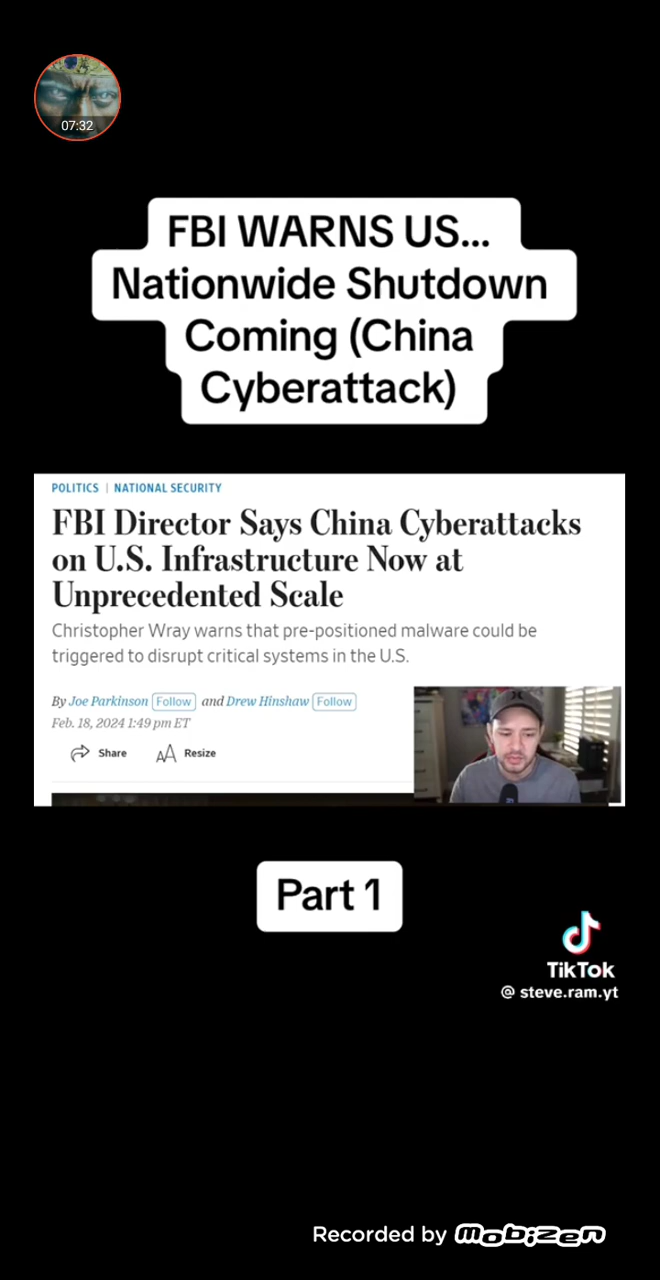 07:32
FBI WARNS US...
Nationwide Shutdown
Coming (China
Cyberattack)
POLITICS | NATIONAL SECURITY
FBI Director Says China Cyberattacks
on U.S. Infrastructure Now at
Unprecedented Scale
Christopher Wray warns that pre-positioned malware could be
triggered to disrupt critical systems in the U.S.
By Joe Parkinson Follow and Drew Hinshaw Follow
Feb. 18, 2024 1:49 pm ET
Share AA Resize
Part 1
TikTok
@ steve.ram.yt
Recorded by mobizen